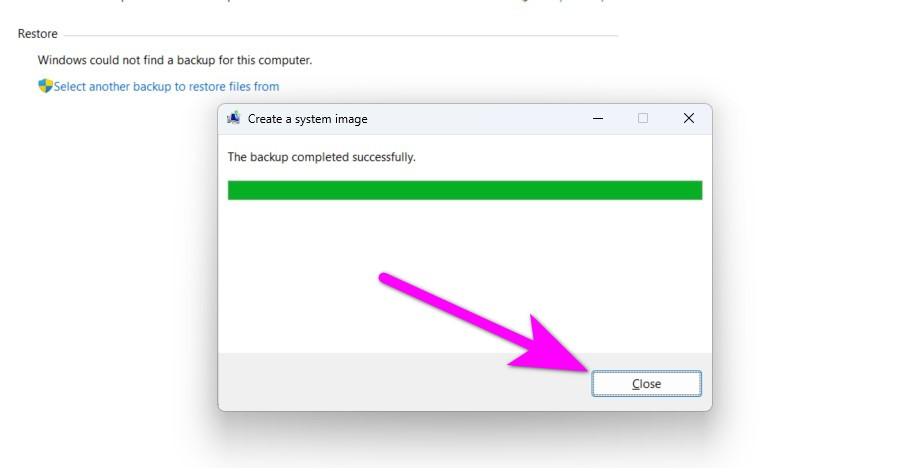 Restore
Windows could not find a backup for this computer.
Select another backup to restore files from
Create a system image
The backup completed successfully.
Close